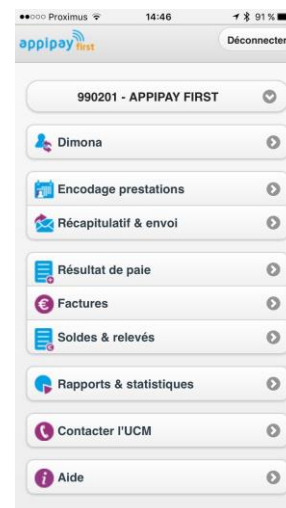 Proximus 14:46 91 %
appipay first Déconnecter
990201 - APPIPAY FIRST
Dimona
Encodage prestations
Récapitulatif & envoi
Résultat de paie
Factures
Soldes & relevés
Rapports & statistiques
Contacter l'UCM
Aide